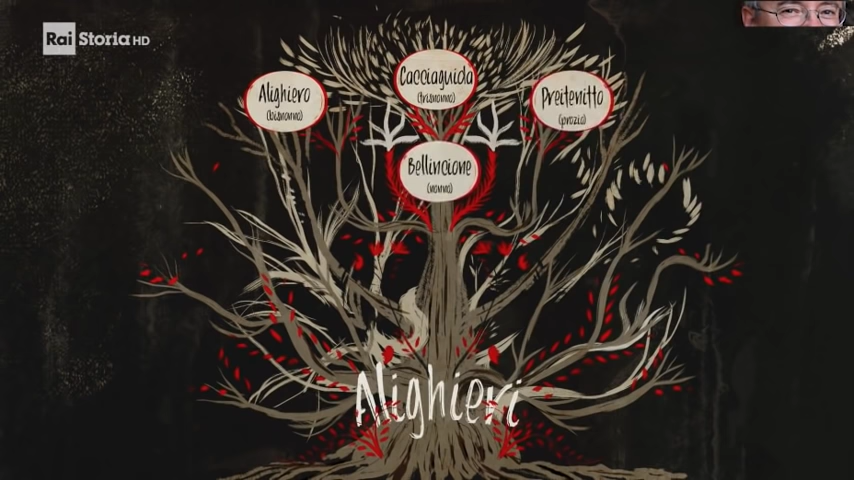 Rai Storia HD
Alighiero
(bisnonno)
Cacciaguida
(trisnonno)
Preitenitto
(prozio)
Bellincione
(nonno)
Alighieri